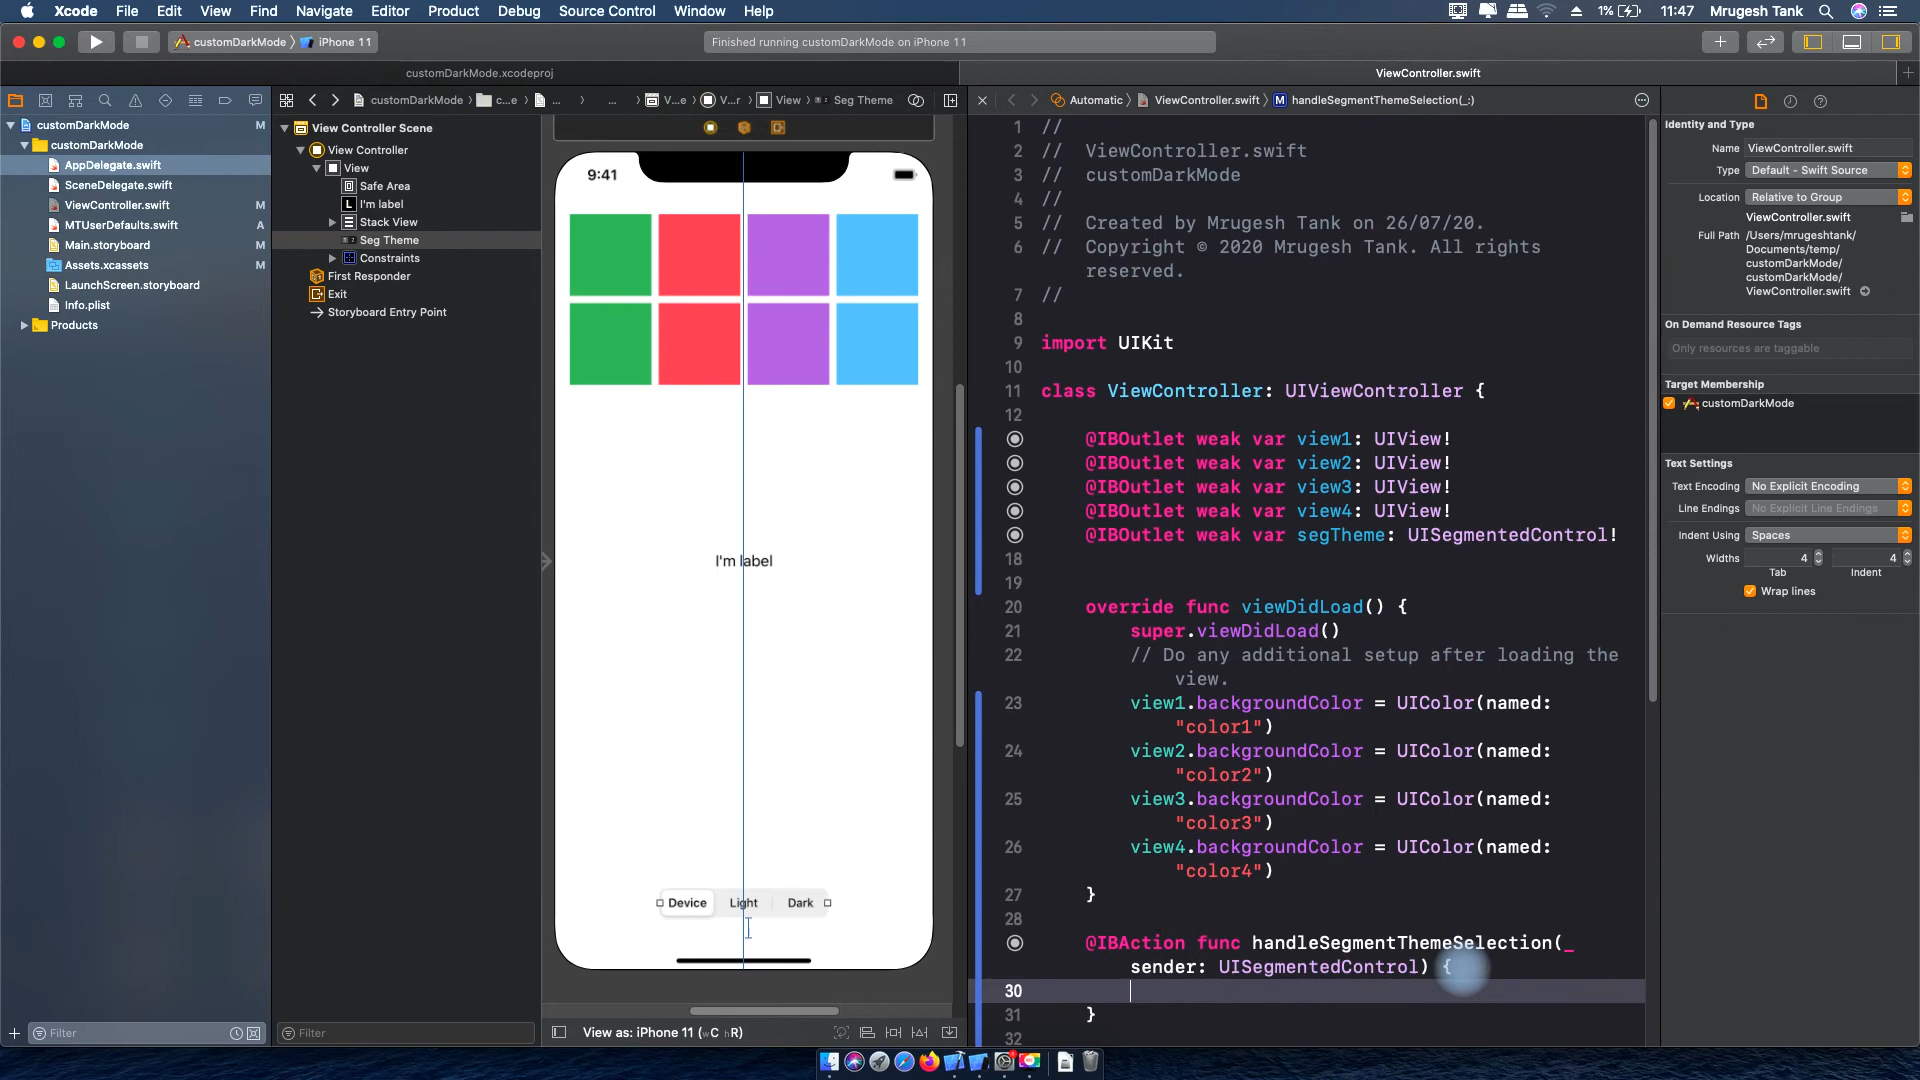 Xcode File Edit View Find Navigate Editor Product Debug Source Control Window Help 1% 11:47 Mrugesh Tank
customDarkMode iPhone 11 Finished running customDarkMode on iPhone 11
customDarkMode.xcodeproj ViewController.swift
customDarkMode c...e ... ... V...e V...r View Seg Theme Automatic ViewController.swift M handleSegmentThemeSelection(_:)
customDarkMode M
customDarkMode
AppDelegate.swift
SceneDelegate.swift
ViewController.swift M
MTUserDefaults.swift A
Main.storyboard M
Assets.xcassets M
LaunchScreen.storyboard
Info.plist
Products
Filter
View Controller Scene
View Controller
View
Safe Area
L I'm label
Stack View
Seg Theme
Constraints
First Responder
Exit
Storyboard Entry Point
Filter
9:41
I'm label
Device Light Dark
View as: iPhone 11 (wC hR)
1 //
2 // ViewController.swift
3 // customDarkMode
4 //
5 // Created by Mrugesh Tank on 26/07/20.
6 // Copyright © 2020 Mrugesh Tank. All rights
reserved.
7 //
8
9 import UIKit
10
11 class ViewController: UIViewController {
12
@IBOutlet weak var view1: UIView!
@IBOutlet weak var view2: UIView!
@IBOutlet weak var view3: UIView!
@IBOutlet weak var view4: UIView!
@IBOutlet weak var segTheme: UISegmentedControl!
18
19
20 override func viewDidLoad() {
21 super.viewDidLoad()
22 // Do any additional setup after loading the
view.
23 view1.backgroundColor = UIColor(named:
"color1")
24 view2.backgroundColor = UIColor(named:
"color2")
25 view3.backgroundColor = UIColor(named:
"color3")
26 view4.backgroundColor = UIColor(named:
"color4")
27 }
28
@IBAction func handleSegmentThemeSelection(_
sender: UISegmentedControl) {
30
}
32
Identity and Type
Name ViewController.swift
Type Default - Swift Source
Location Relative to Group
ViewController.swift
Full Path /Users/mrugeshtank/
Documents/temp/
customDarkMode/
customDarkMode/
ViewController.swift
On Demand Resource Tags
Only resources are taggable
Target Membership
customDarkMode
Text Settings
Text Encoding No Explicit Encoding
Line Endings No Explicit Line Endings
Indent Using Spaces
Widths 4 4
Tab Indent
Wrap lines